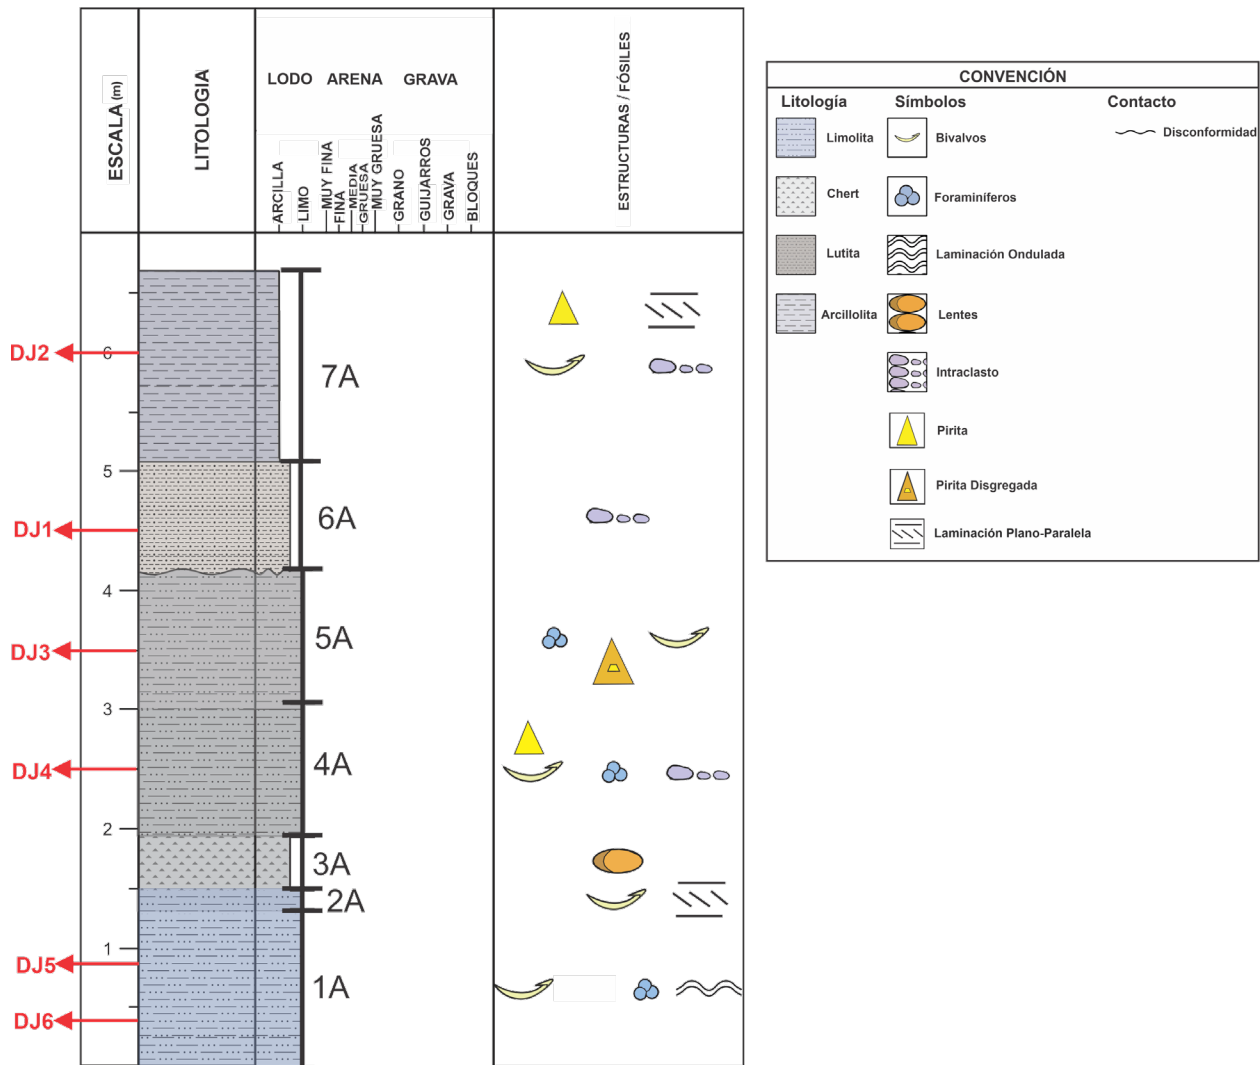 ESCALA (m)
LITOLOGIA
LODO ARENA GRAVA
ARCILLA
LIMO
MUY FINA
FINA
MEDIA
GRUESA
MUY GRUESA
GRANO
GUIJARROS
GRAVA
BLOQUES
ESTRUCTURAS / FÓSILES
DJ2
6
7A
5
DJ1
6A
4
5A
DJ3
3
4A
DJ4
2
3A
2A
1
DJ5
1A
DJ6
CONVENCIÓN
Litología Símbolos Contacto
Limolita Bivalvos Disconformidad
Chert Foraminíferos
Lutita Laminación Ondulada
Arcillolita Lentes
Intraclasto
Pirita
Pirita Disgregada
Laminación Plano-Paralela